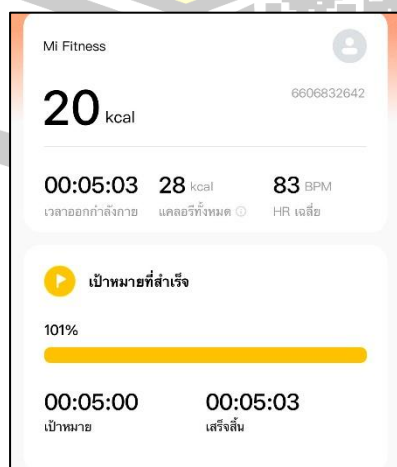 Mi Fitness
6606832642
20 kcal
00:05:03 28 kcal 83 BPM
เวลาออกกำลังกาย แคลอรีทั้งหมด HR เฉลี่ย
เป้าหมายที่สำเร็จ
101%
00:05:00 00:05:03
เป้าหมาย เสร็จสิ้น